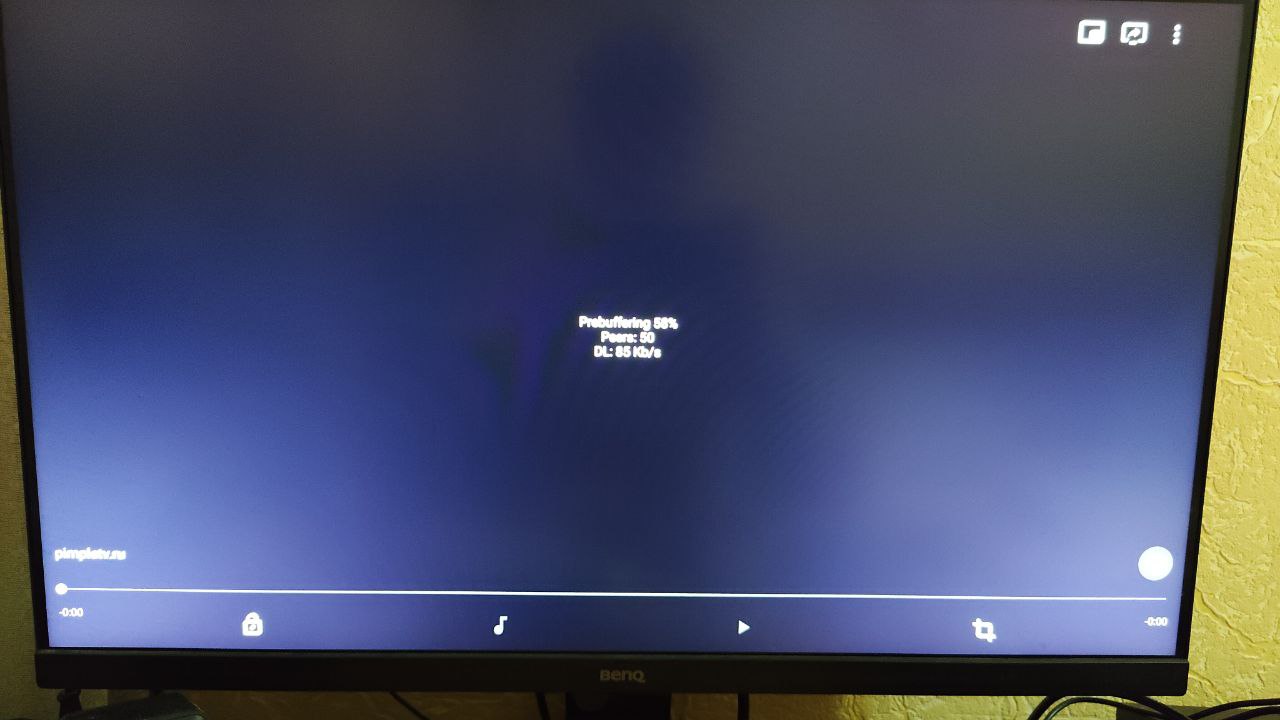 Prebuffering 58%
Peers: 50
DL: 85 Kb/s
pimpletv.ru
-0:00
-0:00
BenQ